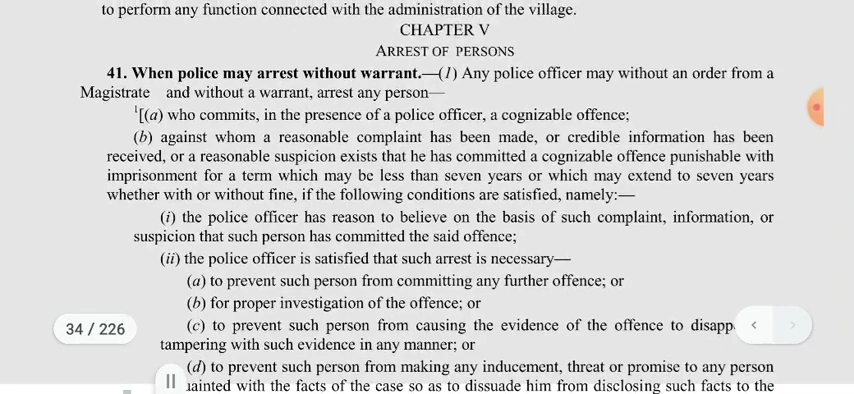 to perform any function connected with the administration of the village.
CHAPTER V
ARREST OF PERSONS
41. When police may arrest without warrant.—(1) Any police officer may without an order from a
Magistrate and without a warrant, arrest any person—
1[(a) who commits, in the presence of a police officer, a cognizable offence;
(b) against whom a reasonable complaint has been made, or credible information has been
received, or a reasonable suspicion exists that he has committed a cognizable offence punishable with
imprisonment for a term which may be less than seven years or which may extend to seven years
whether with or without fine, if the following conditions are satisfied, namely:—
(i) the police officer has reason to believe on the basis of such complaint, information, or
suspicion that such person has committed the said offence;
(ii) the police officer is satisfied that such arrest is necessary—
(a) to prevent such person from committing any further offence; or
(b) for proper investigation of the offence; or
34 / 226
(c) to prevent such person from causing the evidence of the offence to
tampering with such evidence in any manner; or
(d) to prevent such person from making any inducement, threat or promise to any person
with the facts of the case so as to dissuade him from disclosing such facts to the